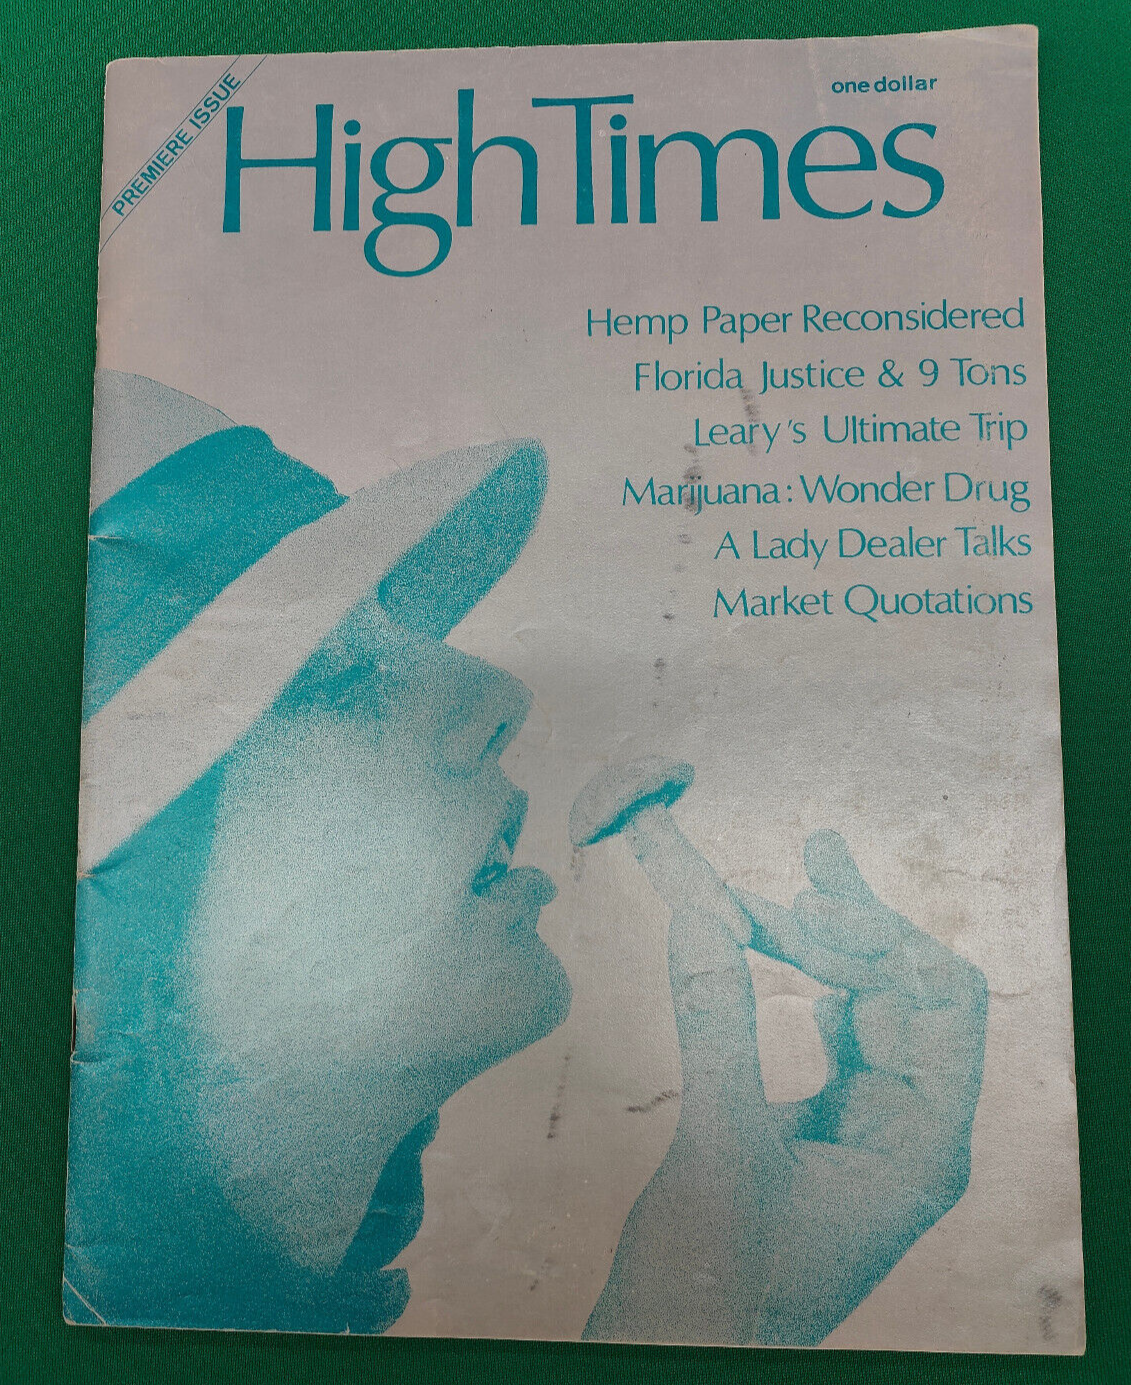 PREMIERE ISSUE
one dollar
High Times
Hemp Paper Reconsidered
Florida Justice & 9 Tons
Leary's Ultimate Trip
Marijuana: Wonder Drug
A Lady Dealer Talks
Market Quotations